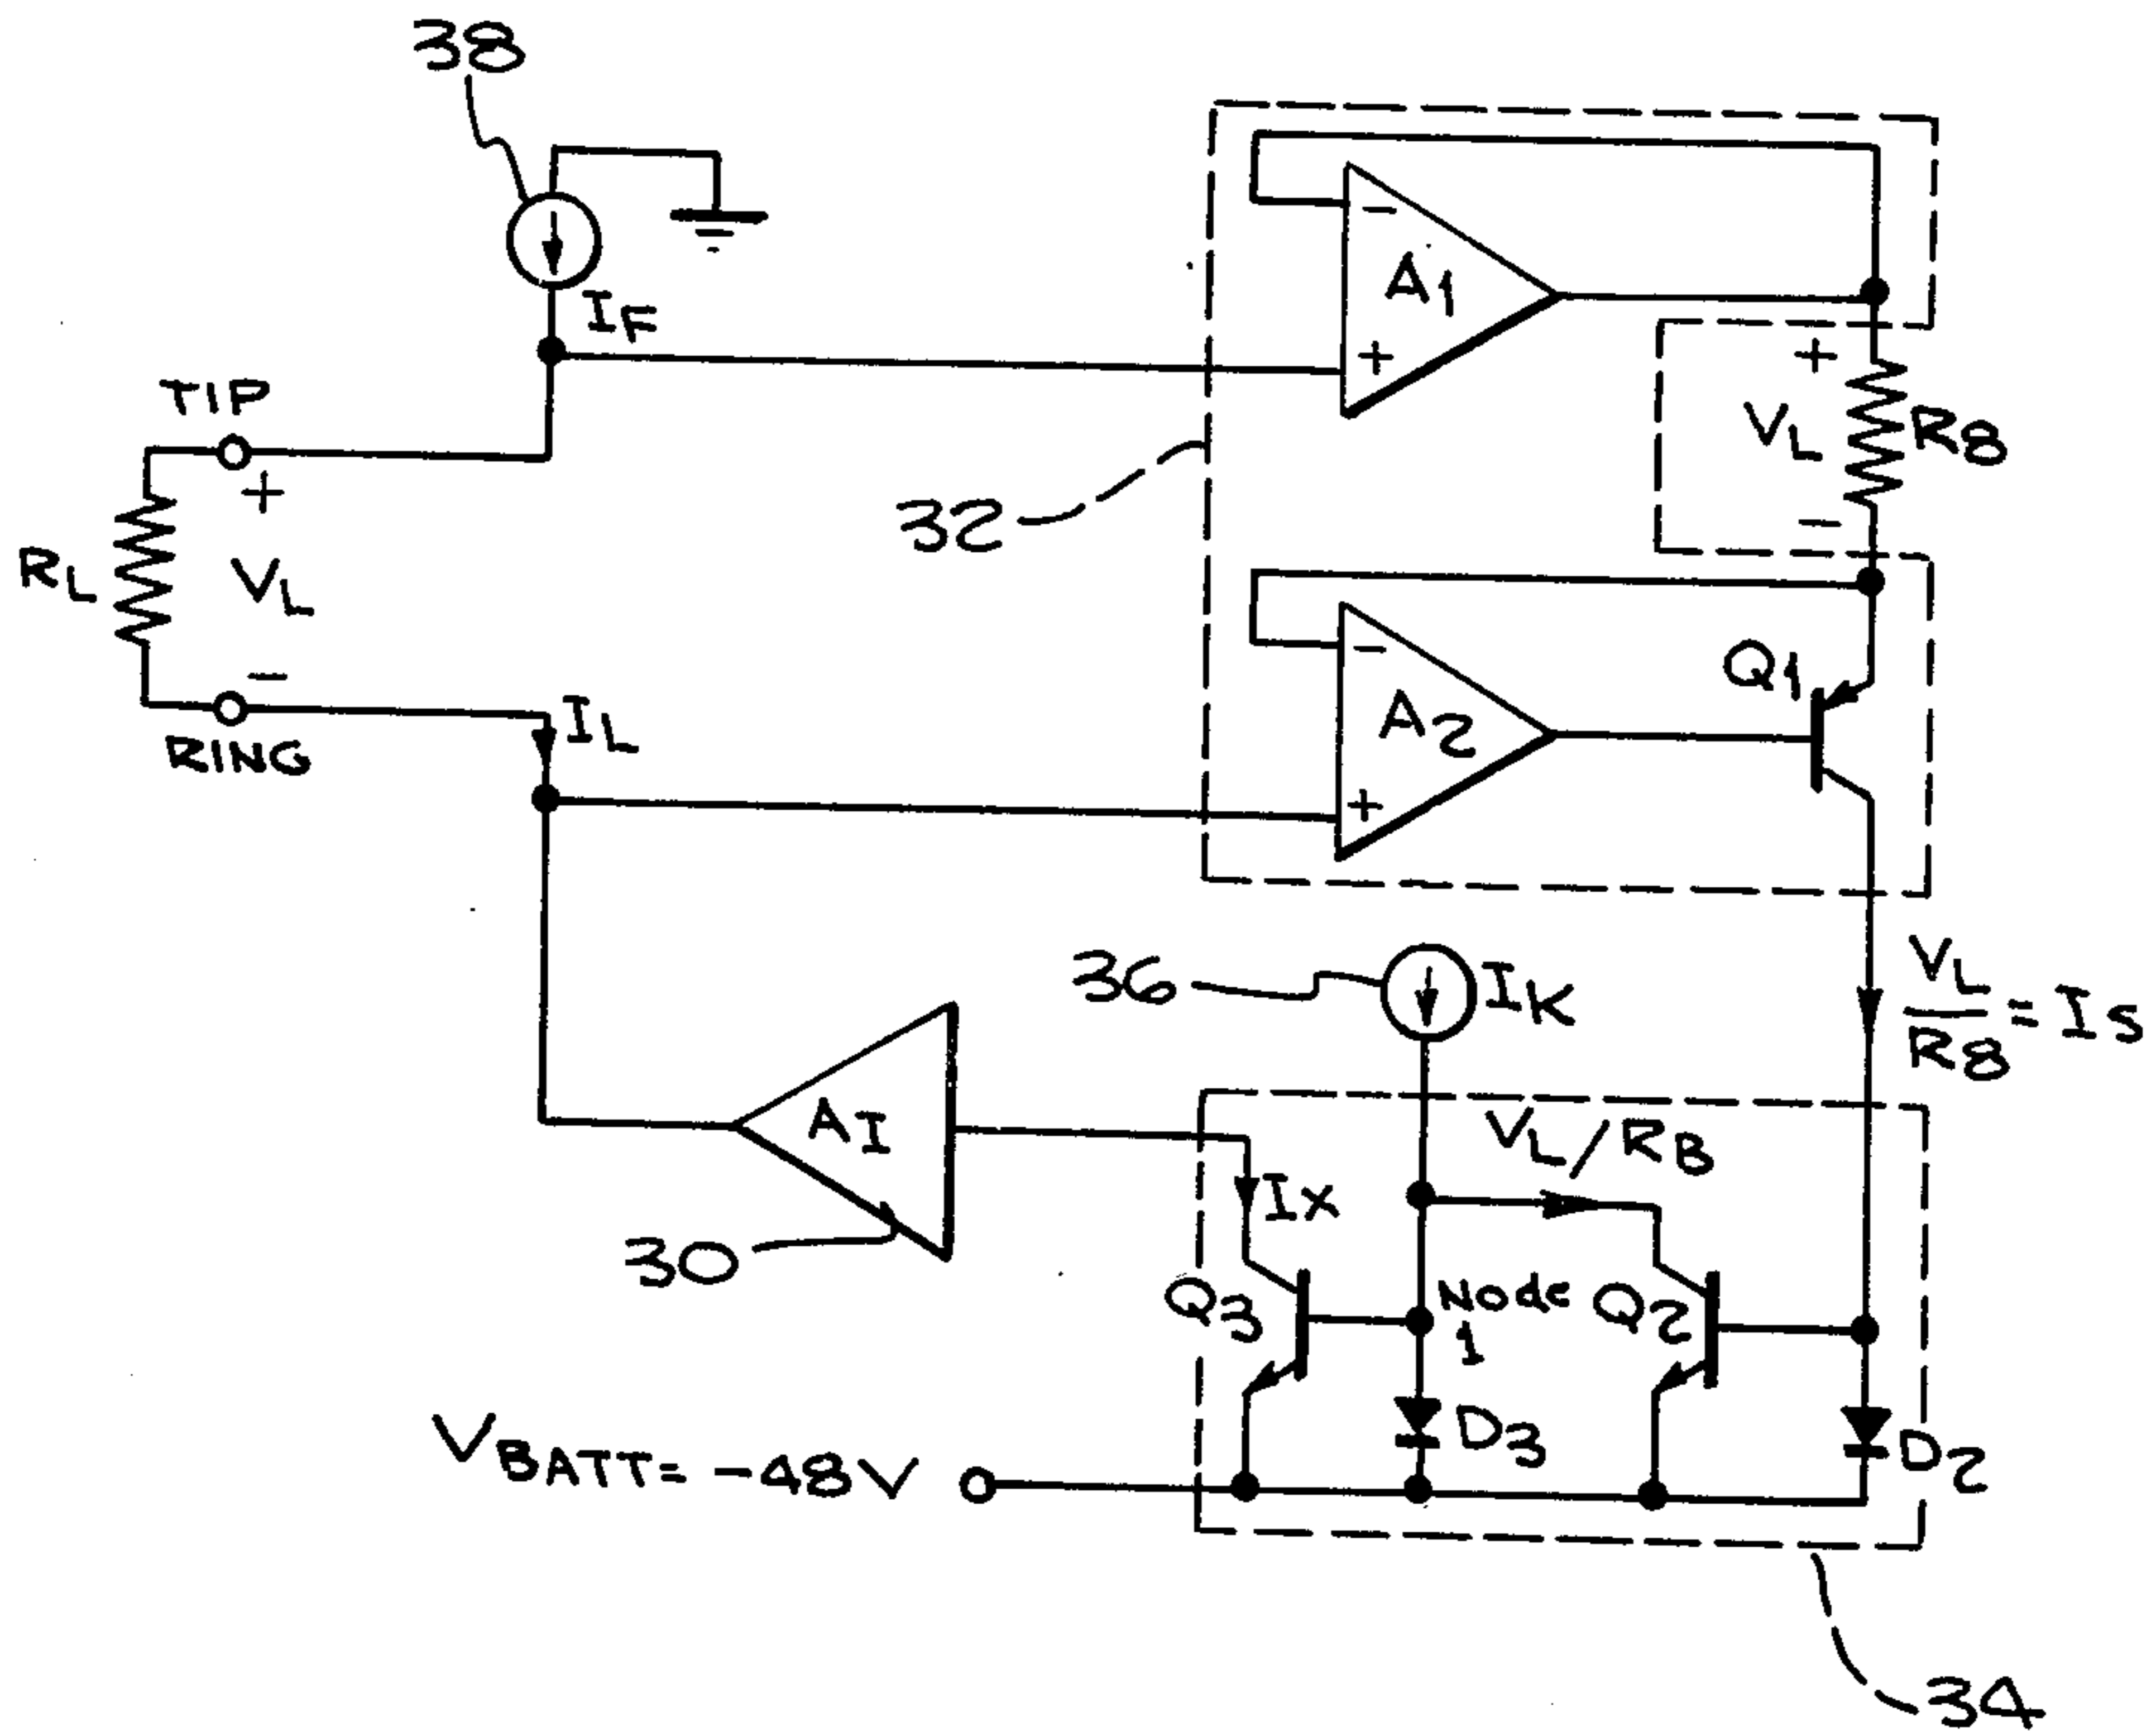 38
IF
TIP
+
RL
VL
−
RING
IL
−
A1
+
32
+
VL
R8
−
−
A2
+
Q1
36
IK
VL/R8 = IS
AI
30
VL/RB
IX
Q3
Node 1
Q2
D3
D2
VBATT= -48V
34